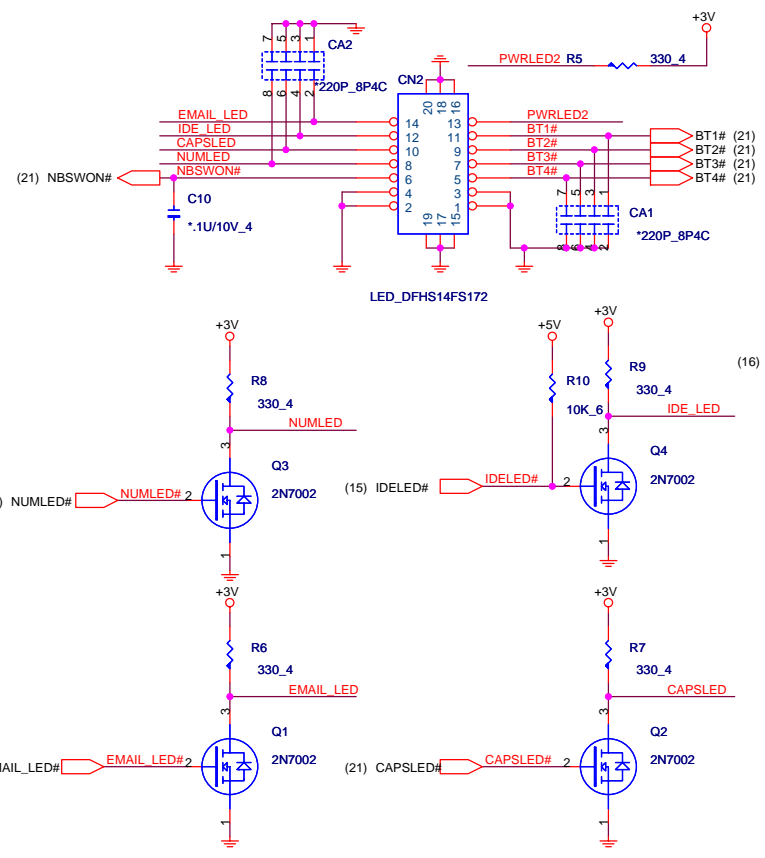 +3V
7 5 3 1
CA2
*220P_8P4C
8 6 4 2
PWRLED2 R5 330_4
CN2
20 18 16
EMAIL_LED 14 13 PWRLED2
IDE_LED 12 11 BT1# BT1# (21)
CAPSLED 10 9 BT2# BT2# (21)
NUMLED 8 7 BT3# BT3# (21)
(21) NBSWON# NBSWON# 6 5 BT4# BT4# (21)
4 3
2 1
19 17 15
C10
*.1U/10V_4
7 5 3 1
CA1
*220P_8P4C
8 6 4 2
LED_DFHS14FS172
+3V
R8
330_4
NUMLED
3
Q3
2N7002
) NUMLED# NUMLED# 2
1
+5V
+3V
(16)
R10
10K_6
R9
330_4
IDE_LED
3
Q4
2N7002
(15) IDELED# IDELED# 2
1
+3V
R6
330_4
EMAIL_LED
3
Q1
2N7002
AIL_LED# EMAIL_LED# 2
1
+3V
R7
330_4
CAPSLED
3
Q2
2N7002
(21) CAPSLED# CAPSLED# 2
1